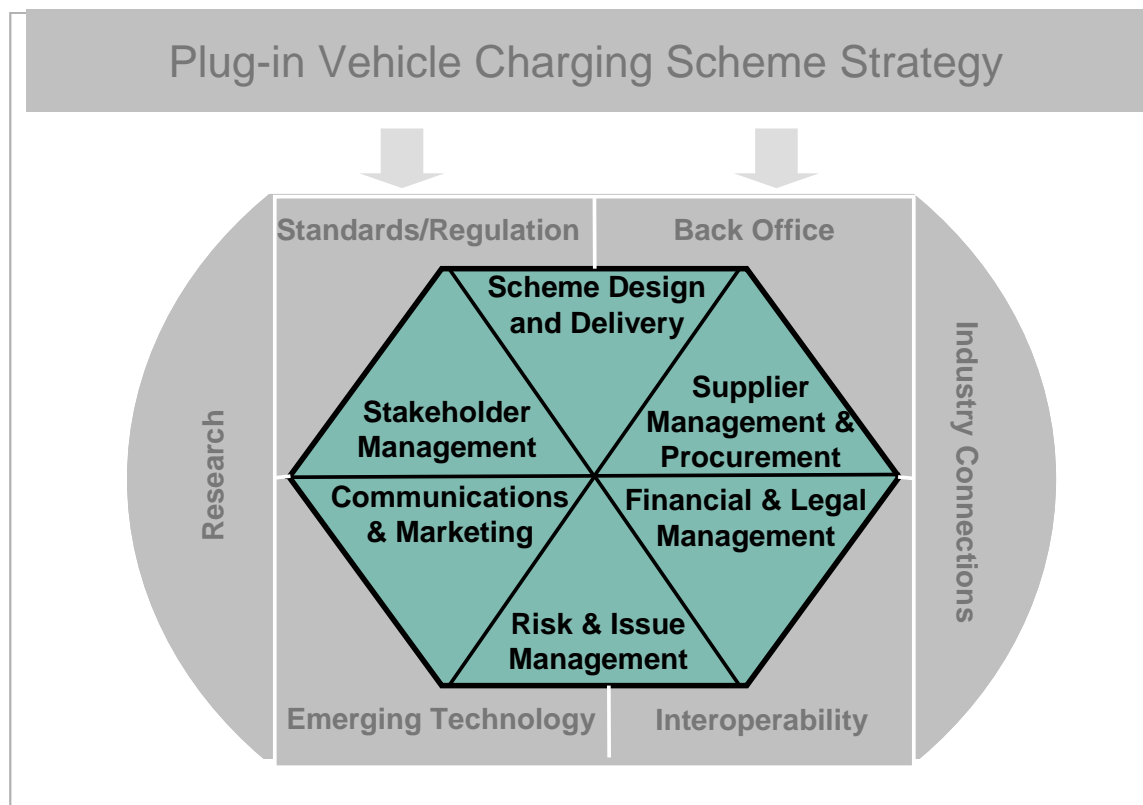 Plug-in Vehicle Charging Scheme Strategy
Standards/Regulation
Back Office
Scheme Design
and Delivery
Stakeholder
Management
Supplier
Management &
Procurement
Research
Industry Connections
Communications
& Marketing
Financial & Legal
Management
Risk & Issue
Management
Emerging Technology
Interoperability